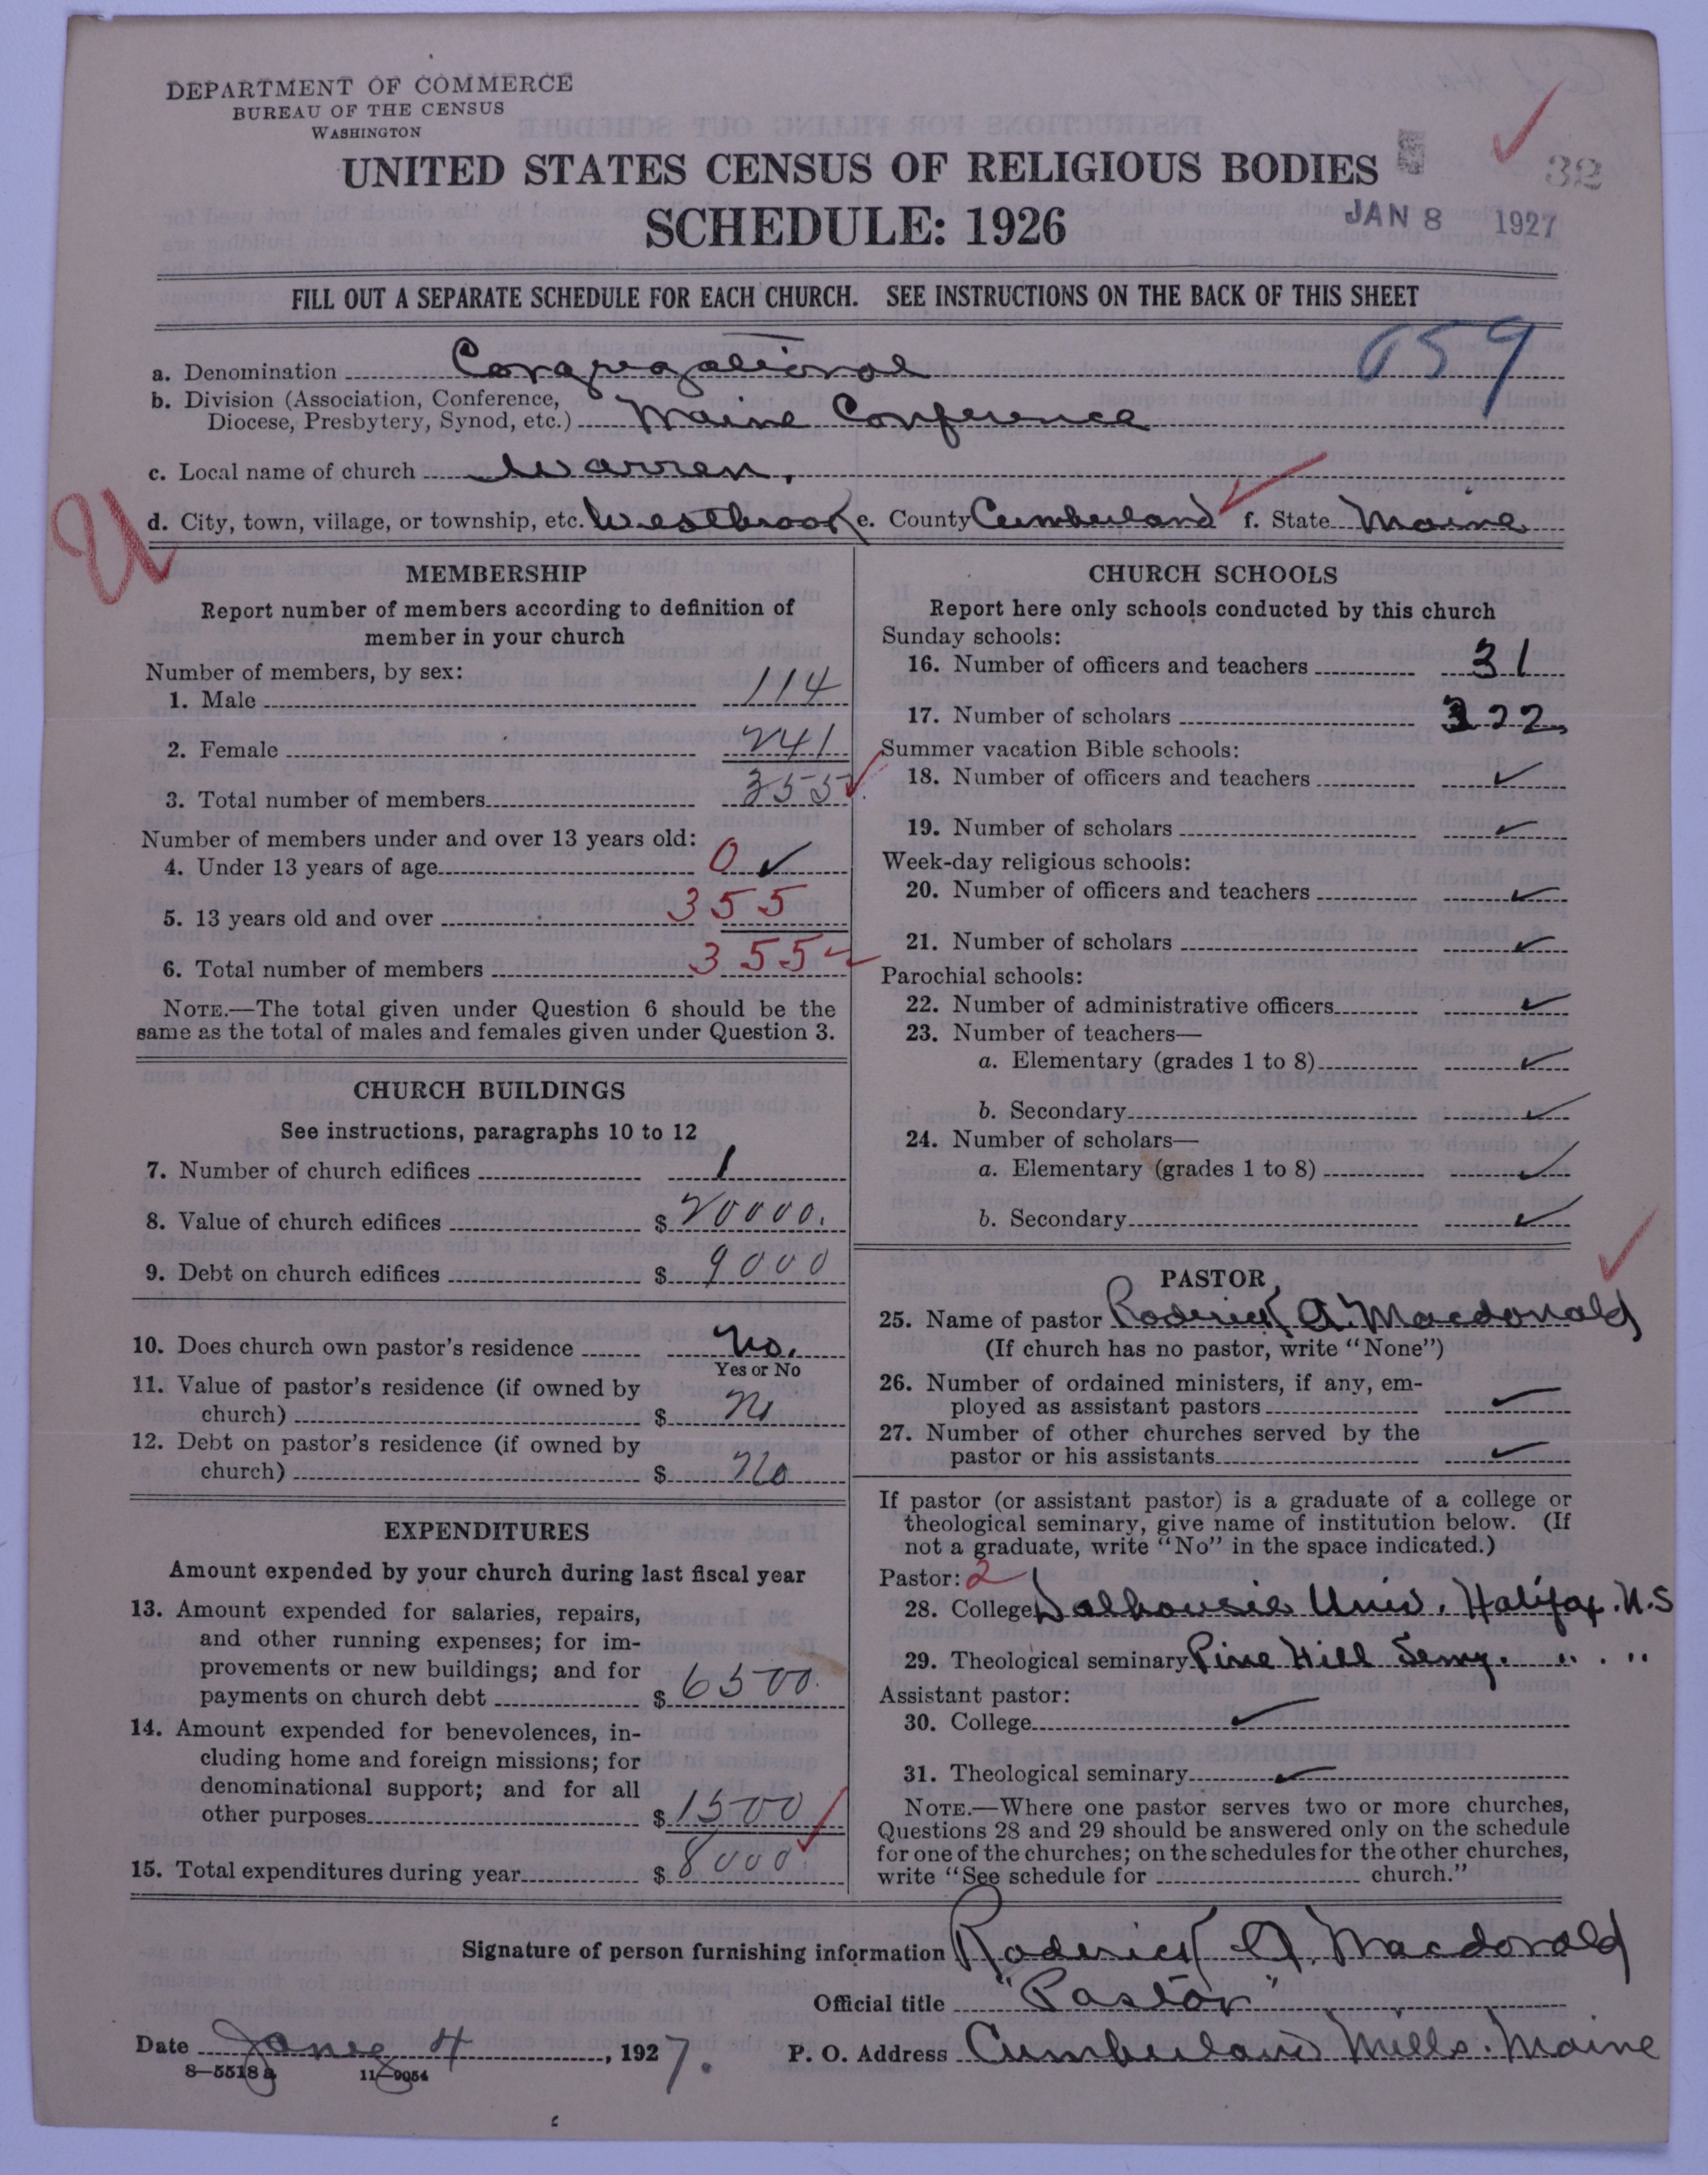 DEPARTMENT OF COMMERCE
BUREAU OF THE CENSUS
WASHINGTON
UNITED STATES CENSUS OF RELIGIOUS BODIES
SCHEDULE: 1926
32
JAN 8 1927
FILL OUT A SEPARATE SCHEDULE FOR EACH CHURCH. SEE INSTRUCTIONS ON THE BACK OF THIS SHEET
a. Denomination Congregational 659
b. Division (Association, Conference,
Diocese, Presbytery, Synod, etc.) Maine Conference
c. Local name of church Warren.
d. City, town, village, or township, etc. Westbrook e. County Cumberland f. State Maine
MEMBERSHIP
Report number of members according to definition of
member in your church
Number of members, by sex:
1. Male 114
2. Female 241
3. Total number of members 355
Number of members under and over 13 years old:
4. Under 13 years of age 0 ✓
5. 13 years old and over 355
6. Total number of members 355
NOTE.—The total given under Question 6 should be the
same as the total of males and females given under Question 3.
CHURCH BUILDINGS
See instructions, paragraphs 10 to 12
7. Number of church edifices 1
8. Value of church edifices $ 20000.
9. Debt on church edifices $ 9000
10. Does church own pastor's residence No.
Yes or No
11. Value of pastor's residence (if owned by
church) $ No
12. Debt on pastor's residence (if owned by
church) $ No
EXPENDITURES
Amount expended by your church during last fiscal year
13. Amount expended for salaries, repairs,
and other running expenses; for im-
provements or new buildings; and for
payments on church debt $ 6500.
14. Amount expended for benevolences, in-
cluding home and foreign missions; for
denominational support; and for all
other purposes $ 1500
15. Total expenditures during year $ 8000
CHURCH SCHOOLS
Report here only schools conducted by this church
Sunday schools:
16. Number of officers and teachers 31
17. Number of scholars 322
Summer vacation Bible schools:
18. Number of officers and teachers ✓
19. Number of scholars ✓
Week-day religious schools:
20. Number of officers and teachers ✓
21. Number of scholars ✓
Parochial schools:
22. Number of administrative officers ✓
23. Number of teachers—
a. Elementary (grades 1 to 8) ✓
b. Secondary ✓
24. Number of scholars—
a. Elementary (grades 1 to 8) ✓
b. Secondary ✓
PASTOR
25. Name of pastor Roderick A. Macdonald
(If church has no pastor, write "None")
26. Number of ordained ministers, if any, em-
ployed as assistant pastors ✓
27. Number of other churches served by the
pastor or his assistants ✓
If pastor (or assistant pastor) is a graduate of a college or
theological seminary, give name of institution below. (If
not a graduate, write "No" in the space indicated.)
Pastor: 2
28. College Dalhousie Univ. Halifax. N.S
29. Theological seminary Pine Hill Semy. " . "
Assistant pastor:
30. College ✓
31. Theological seminary ✓
NOTE.—Where one pastor serves two or more churches,
Questions 28 and 29 should be answered only on the schedule
for one of the churches; on the schedules for the other churches,
write "See schedule for church."
Signature of person furnishing information Roderick A. Macdonald
Official title "Pastor"
Date Jany 4, 1927. P. O. Address Cumberland Mills. Maine
8—5518a 11—9054